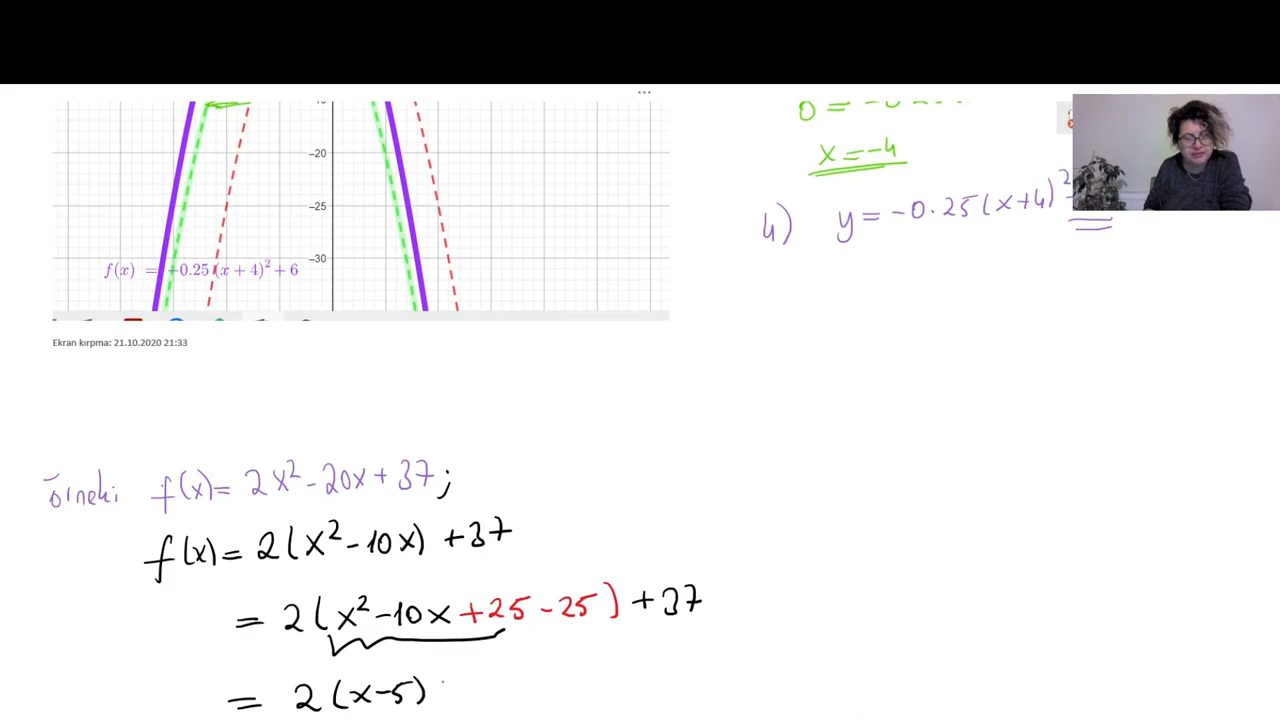 -20
-25
-30
f(x) = -0.25 (x + 4)² + 6
Ekran kırpma: 21.10.2020 21:33
x = -4
4) y = -0.25(x+4)²
örnek: f(x) = 2x² - 20x + 37 ;
f(x) = 2(x² - 10x) + 37
= 2(x² - 10x + 25 - 25) + 37
= 2(x - 5)